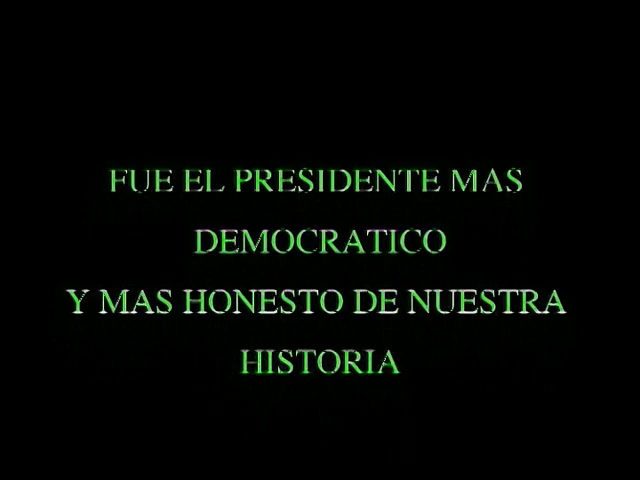 FUE EL PRESIDENTE MAS
DEMOCRATICO
Y MAS HONESTO DE NUESTRA
HISTORIA